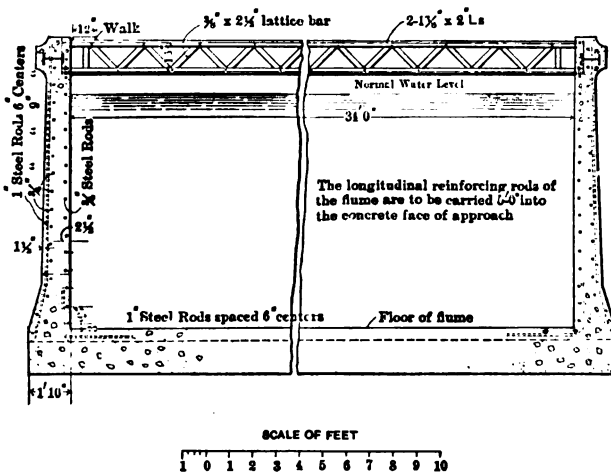 12" Walk
⅜" x 2¼" lattice bar
2-1¾" x 2" Ls
Normal Water Level
34'0"
1" Steel Rods 6" Centers
9"
¾" Steel Rods
2½"
1½"
The longitudinal reinforcing rods of
the flume are to be carried 5'-0" into
the concrete face of approach
1" Steel Rods spaced 6" centers
Floor of flume
1'10"
SCALE OF FEET
1 0 1 2 3 4 5 6 7 8 9 10